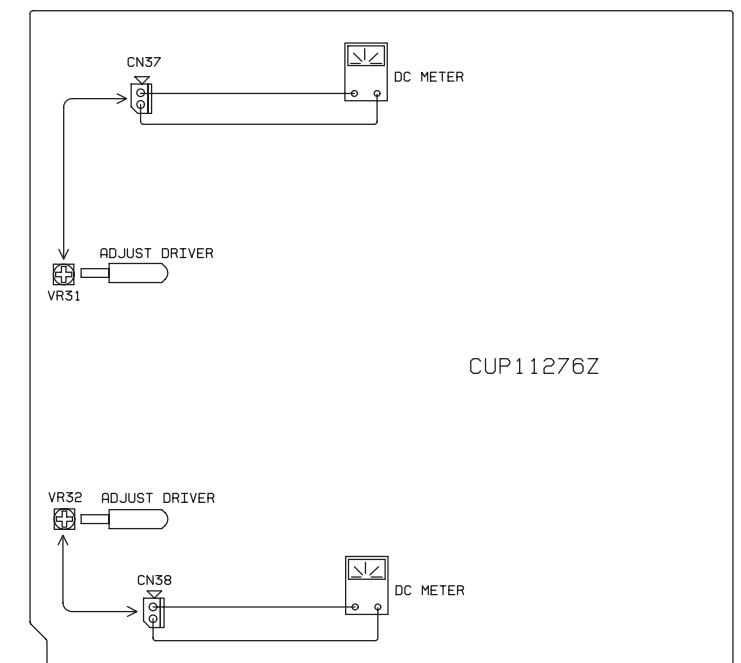 CN37
DC METER
ADJUST DRIVER
VR31
CUP11276Z
VR32 ADJUST DRIVER
CN38
DC METER